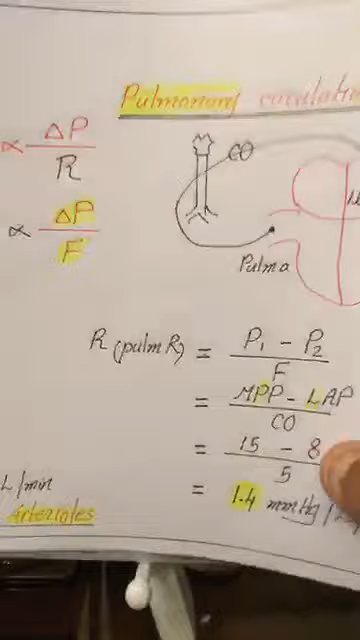 Pulmonary circulation
∝ ΔP / R
CO
∝ ΔP / F
Pulma
R (pulm R) = P₁ - P₂ / F
= MPP - LAP / CO
= 15 - 8 / 5
L/min
= 1.4 mmHg/
arterioles